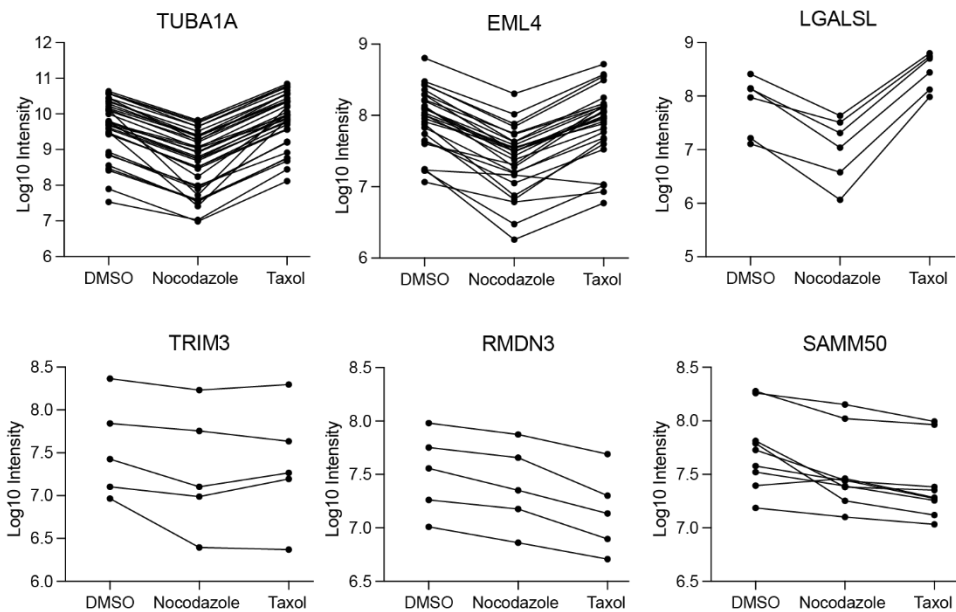 TUBA1A
Log10 Intensity
12
11
10
9
8
7
6
DMSO Nocodazole Taxol
EML4
Log10 Intensity
9
8
7
6
DMSO Nocodazole Taxol
LGALSL
Log10 Intensity
9
8
7
6
5
DMSO Nocodazole Taxol
TRIM3
Log10 Intensity
8.5
8.0
7.5
7.0
6.5
6.0
DMSO Nocodazole Taxol
RMDN3
Log10 Intensity
8.5
8.0
7.5
7.0
6.5
DMSO Nocodazole Taxol
SAMM50
Log10 Intensity
8.5
8.0
7.5
7.0
6.5
DMSO Nocodazole Taxol